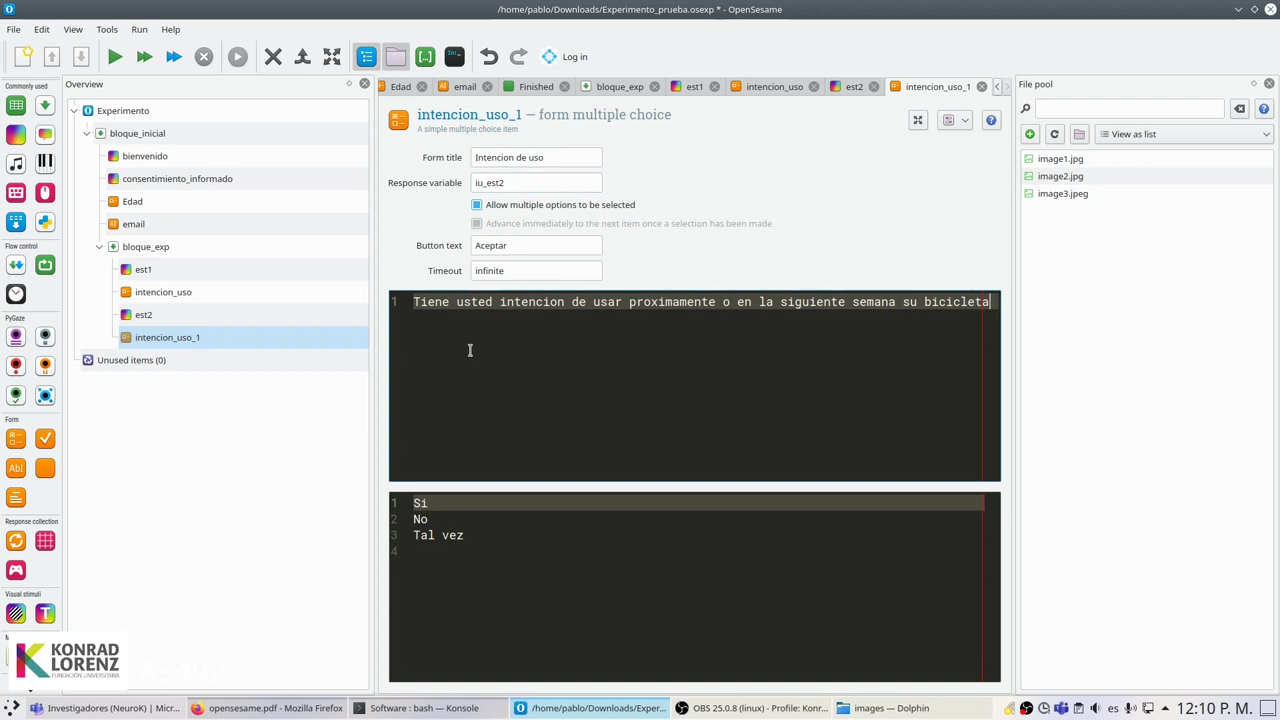 /home/pablo/Downloads/Experimento_prueba.osexp * - OpenSesame
File Edit View Tools Run Help
Log in
Commonly used
Flow control
PyGaze
Form
Response collection
Visual stimuli
Overview
Experimento
bloque_inicial
bienvenido
consentimiento_informado
Edad
email
bloque_exp
est1
intencion_uso
est2
intencion_uso_1
Unused items (0)
Edad email Finished bloque_exp est1 intencion_uso est2 intencion_uso_1
intencion_uso_1 — form multiple choice
A simple multiple choice item
Form title Intencion de uso
Response variable iu_est2
Allow multiple options to be selected
Advance immediately to the next item once a selection has been made
Button text Aceptar
Timeout infinite
1 Tiene usted intencion de usar proximamente o en la siguiente semana su bicicleta
1 Si
2 No
3 Tal vez
4
File pool
View as list
image1.jpg
image2.jpg
image3.jpeg
KONRAD
LORENZ
FUNDACIÓN UNIVERSITARIA
Investigadores (NeuroK) | Micr... opensesame.pdf - Mozilla Firefox Software : bash — Konsole /home/pablo/Downloads/Exper... OBS 25.0.8 (linux) - Profile: Konr... images — Dolphin es 12:10 P. M.